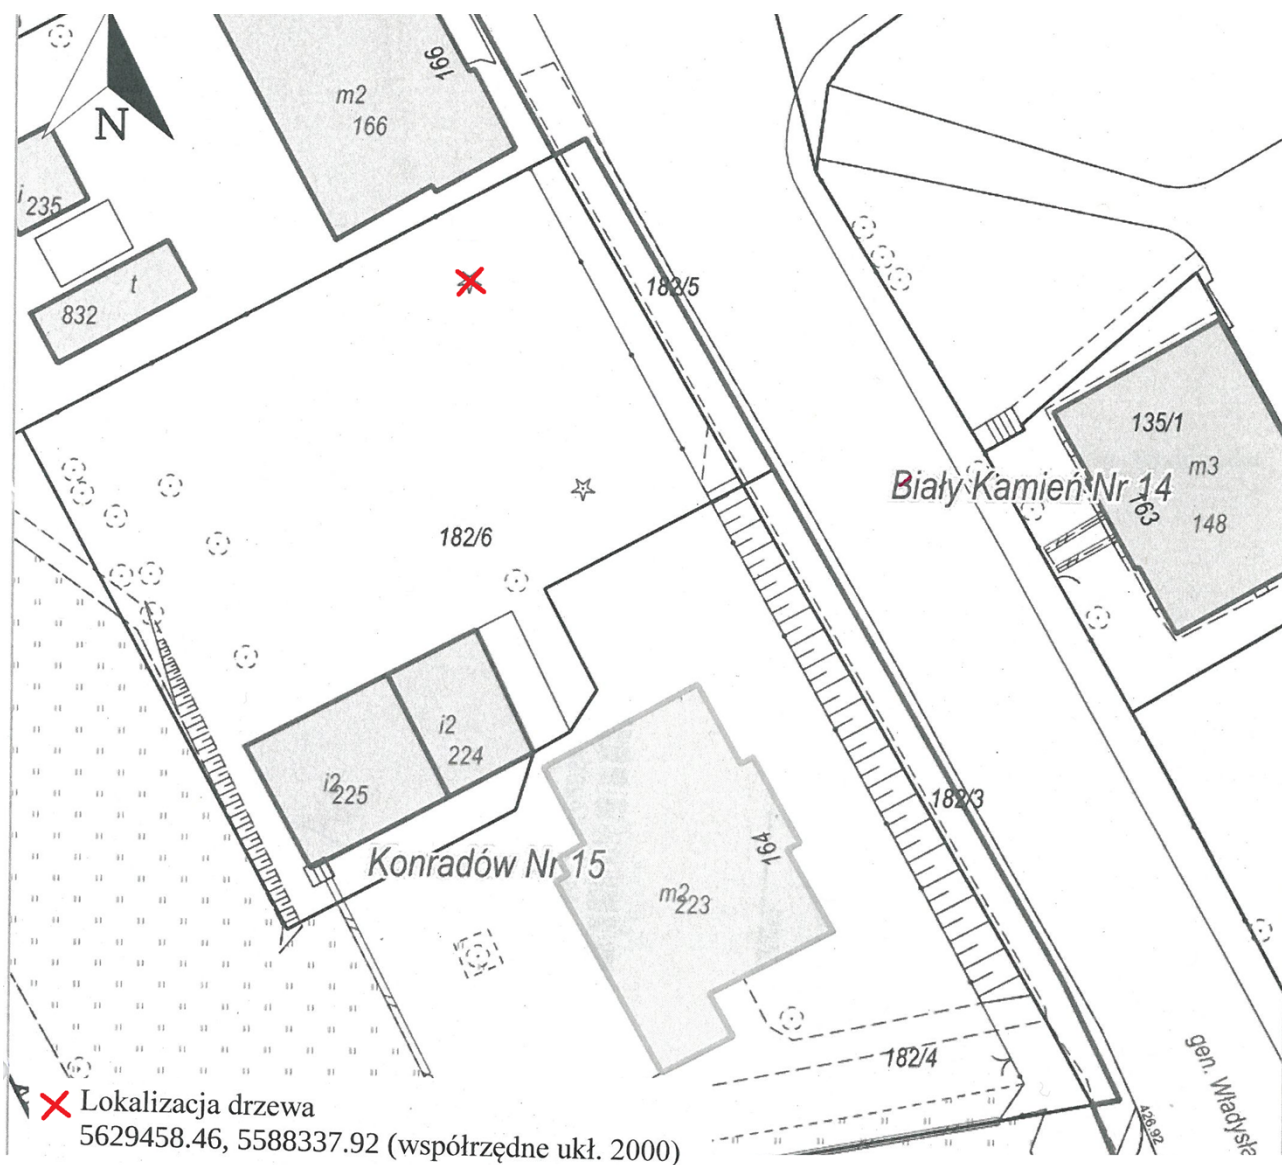 166
m2
166
N
i
235
t
832
182/5
135/1
m3
Biały Kamień Nr 14
163
148
182/6
i2
224
i2
225
182/3
164
Konradów Nr 15
m2
223
182/4
gen. Władysła
426.92
Lokalizacja drzewa
5629458.46, 5588337.92 (współrzędne ukł. 2000)